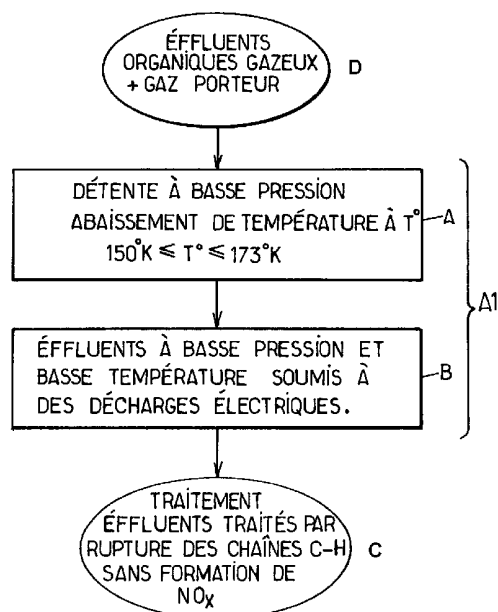 ÉFFLUENTS
ORGANIQUES GAZEUX
+ GAZ PORTEUR
D
DÉTENTE À BASSE PRESSION
ABAISSEMENT DE TEMPÉRATURE À T°
150°K ⩽ T° ⩽ 173°K
A
A1
ÉFFLUENTS À BASSE PRESSION ET
BASSE TEMPÉRATURE SOUMIS À
DES DÉCHARGES ÉLECTRIQUES.
B
TRAITEMENT
ÉFFLUENTS TRAITÉS PAR
RUPTURE DES CHAÎNES C-H
SANS FORMATION DE
NOx
C